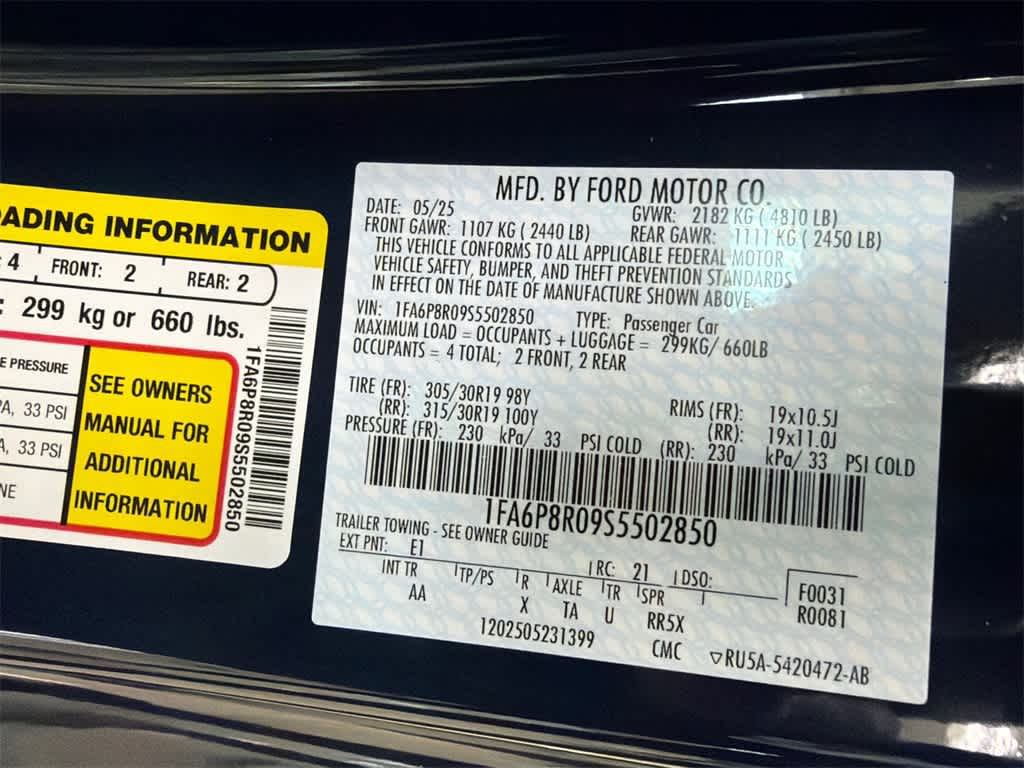 ADING INFORMATION
4 FRONT: 2 REAR: 2
: 299 kg or 660 lbs.
E PRESSURE
PA, 33 PSI
A, 33 PSI
NE
SEE OWNERS
MANUAL FOR
ADDITIONAL
INFORMATION
1FA6P8R09S5502850
MFD. BY FORD MOTOR CO.
DATE: 05/25 GVWR: 2182 KG ( 4810 LB)
FRONT GAWR: 1107 KG ( 2440 LB) REAR GAWR: 1111 KG ( 2450 LB)
THIS VEHICLE CONFORMS TO ALL APPLICABLE FEDERAL MOTOR
VEHICLE SAFETY, BUMPER, AND THEFT PREVENTION STANDARDS
IN EFFECT ON THE DATE OF MANUFACTURE SHOWN ABOVE.
VIN: 1FA6P8R09S5502850 TYPE: Passenger Car
MAXIMUM LOAD = OCCUPANTS + LUGGAGE = 299KG/ 660LB
OCCUPANTS = 4 TOTAL; 2 FRONT, 2 REAR
TIRE (FR): 305/30R19 98Y RIMS (FR): 19x10.5J
(RR): 315/30R19 100Y (RR): 19x11.0J
PRESSURE (FR): 230 kPa/ 33 PSI COLD (RR): 230 kPa/ 33 PSI COLD
1FA6P8R09S5502850
TRAILER TOWING - SEE OWNER GUIDE
EXT PNT: E1 RC: 21 DSO:
INT TR TP/PS R AXLE TR SPR F0031
AA X TA U RR5X R0081
1202505231399 CMC ▽RU5A-5420472-AB